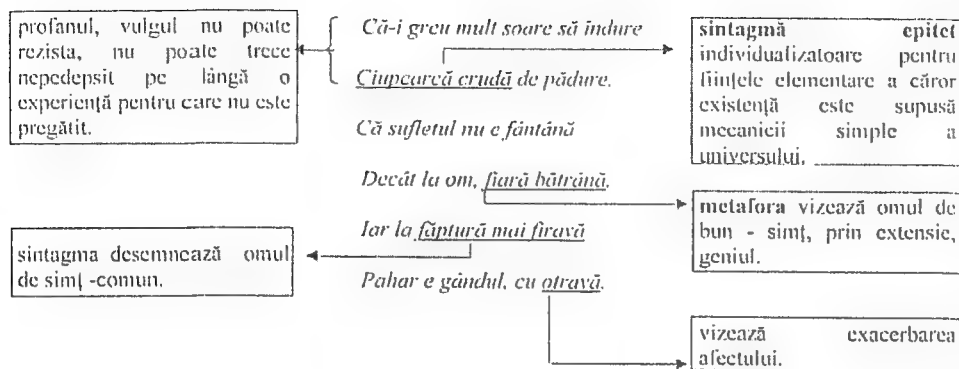 profanul, vulgul nu poate
rezista, nu poate trece
nepedepsit pe lângă o
experiență pentru care nu este
pregătit.
Că-i greu mult soare să îndure
Ciupearcă crudă de pădure.
Că sufletul nu e fântână
Decât la om, fiară bătrână,
Iar la făptură mai firavă
Pahar e gândul, cu otravă.
sintagma desemnează omul
de simț -comun.
sintagmă epitet
individualizatoare pentru
ființele elementare a căror
existență este supusă
mecanicii simple a
universului.
metafora vizează omul de
bun - simț, prin extensie,
geniul.
vizează exacerbarea
afectului.